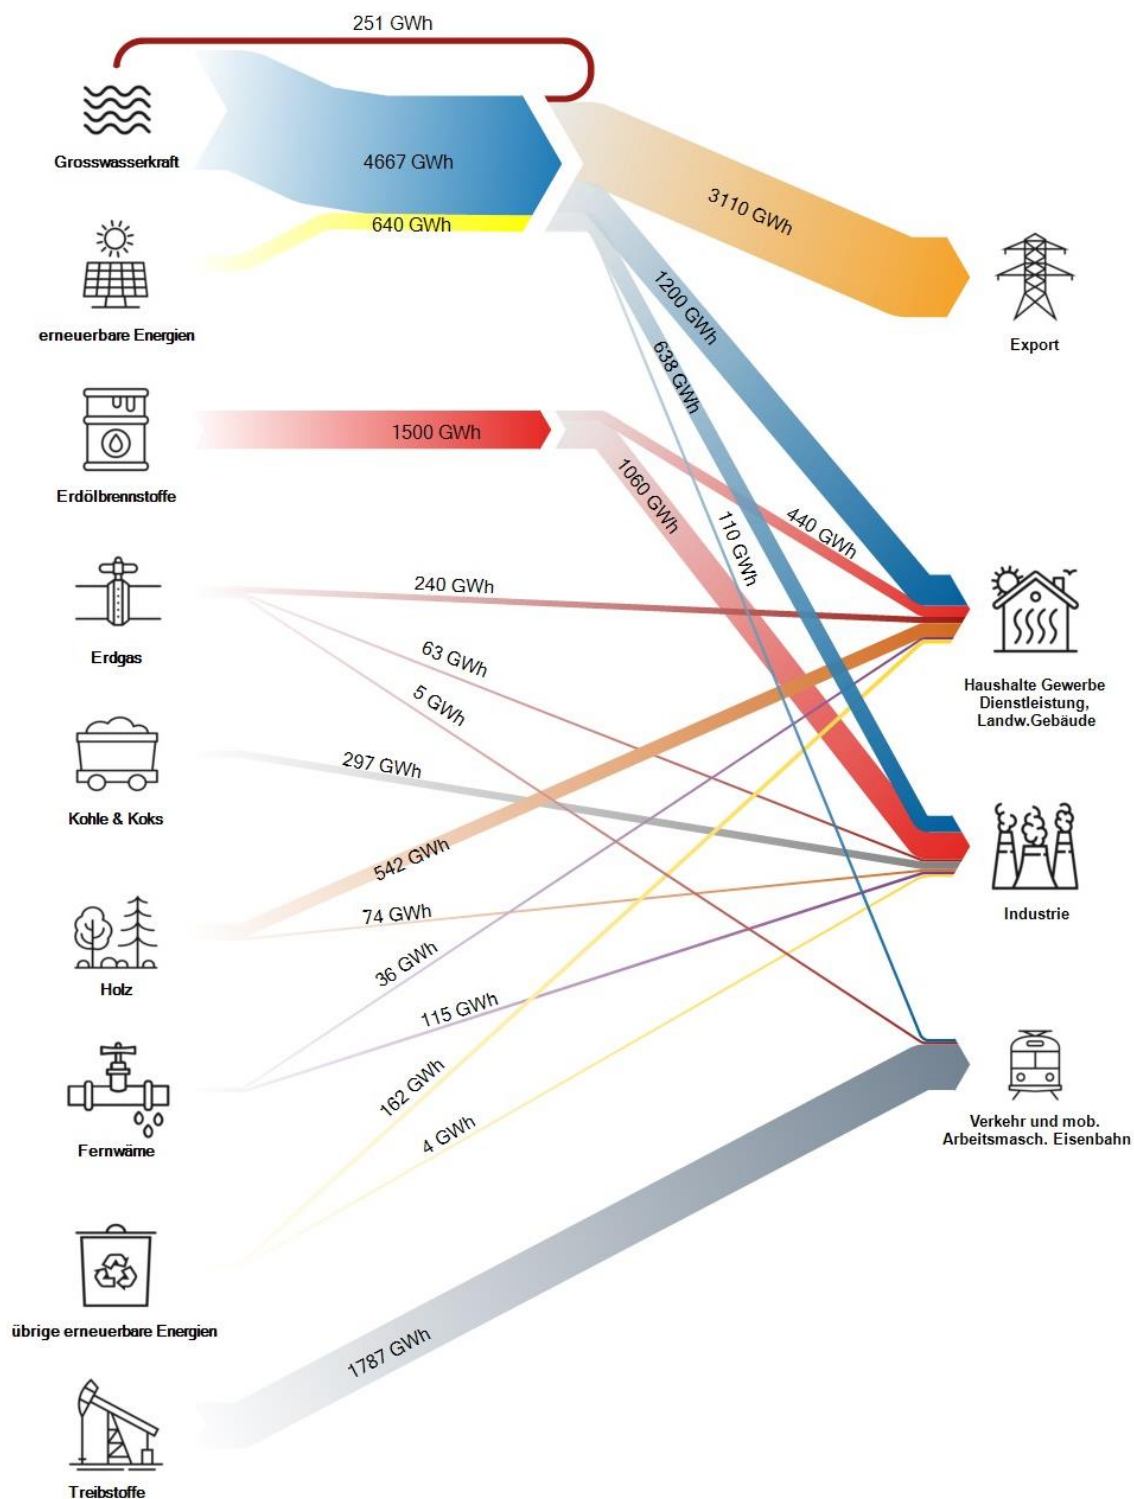 251 GWh
Grosswasserkraft
4667 GWh
3110 GWh
640 GWh
erneuerbare Energien
1200 GWh
638 GWh
Export
1500 GWh
Erdölbrennstoffe
1060 GWh
110 GWh
440 GWh
240 GWh
Erdgas
63 GWh
5 GWh
Haushalte Gewerbe
Dienstleistung,
Landw.Gebäude
297 GWh
Kohle & Koks
542 GWh
74 GWh
Industrie
Holz
36 GWh
115 GWh
162 GWh
4 GWh
Fernwärme
Verkehr und mob.
Arbeitsmasch. Eisenbahn
übrige erneuerbare Energien
1787 GWh
Treibstoffe